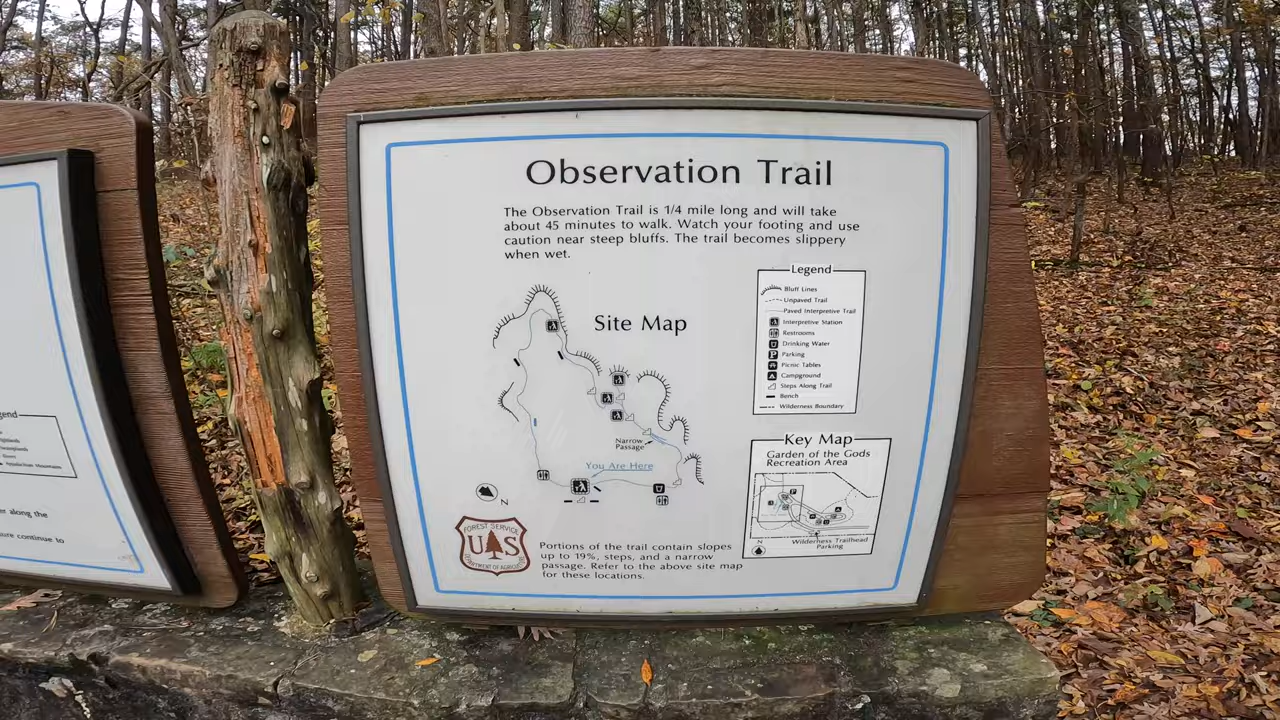 Observation Trail
The Observation Trail is 1/4 mile long and will take
about 45 minutes to walk. Watch your footing and use
caution near steep bluffs. The trail becomes slippery
when wet.
Legend
Bluff Lines
Unpaved Trail
Paved Interpretive Trail
Interpretive Station
Restrooms
Drinking Water
P Parking
Picnic Tables
Campground
Steps Along Trail
Bench
Wilderness Boundary
Site Map
Narrow
Passage
You Are Here
N
Key Map
Garden of the Gods
Recreation Area
Wilderness Trailhead
Parking
N
FOREST SERVICE
U S
DEPARTMENT OF AGRICULTURE
Portions of the trail contain slopes
up to 19%, steps, and a narrow
passage. Refer to the above site map
for these locations.
along the
continue to